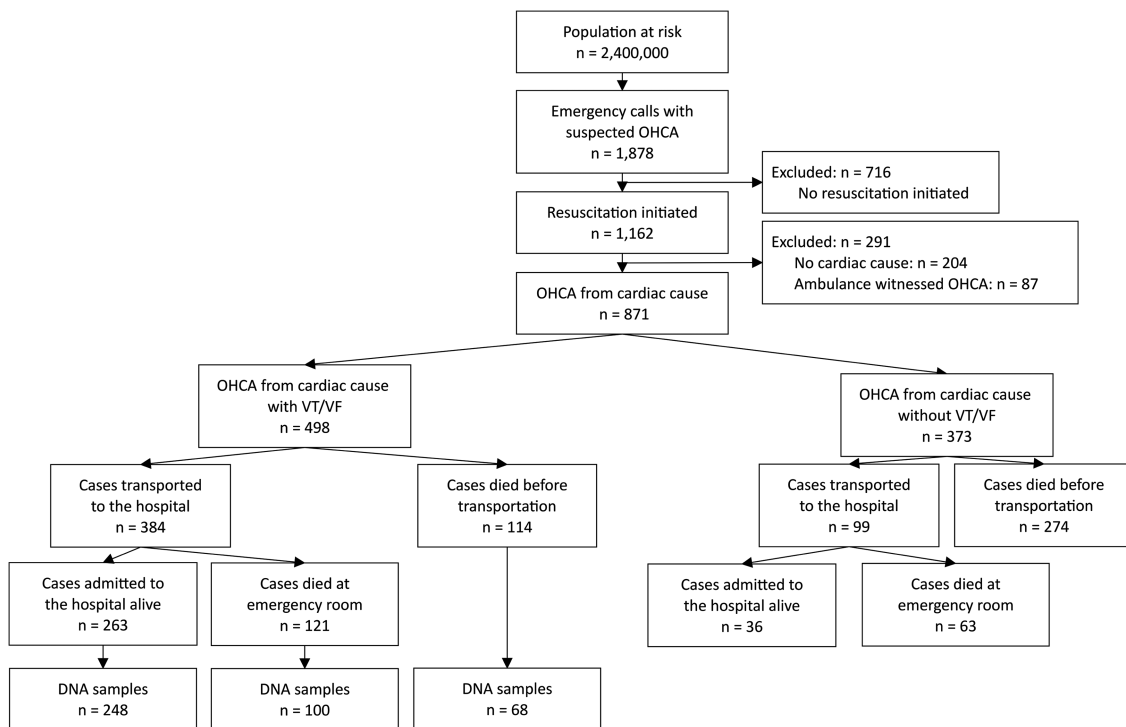 Population at risk
n = 2,400,000
Emergency calls with
suspected OHCA
n = 1,878
Excluded: n = 716
No resuscitation initiated
Resuscitation initiated
n = 1,162
Excluded: n = 291
No cardiac cause: n = 204
Ambulance witnessed OHCA: n = 87
OHCA from cardiac cause
n = 871
OHCA from cardiac cause
with VT/VF
n = 498
OHCA from cardiac cause
without VT/VF
n = 373
Cases transported
to the hospital
n = 384
Cases died before
transportation
n = 114
Cases transported
to the hospital
n = 99
Cases died before
transportation
n = 274
Cases admitted to
the hospital alive
n = 263
Cases died at
emergency room
n = 121
Cases admitted to
the hospital alive
n = 36
Cases died at
emergency room
n = 63
DNA samples
n = 248
DNA samples
n = 100
DNA samples
n = 68